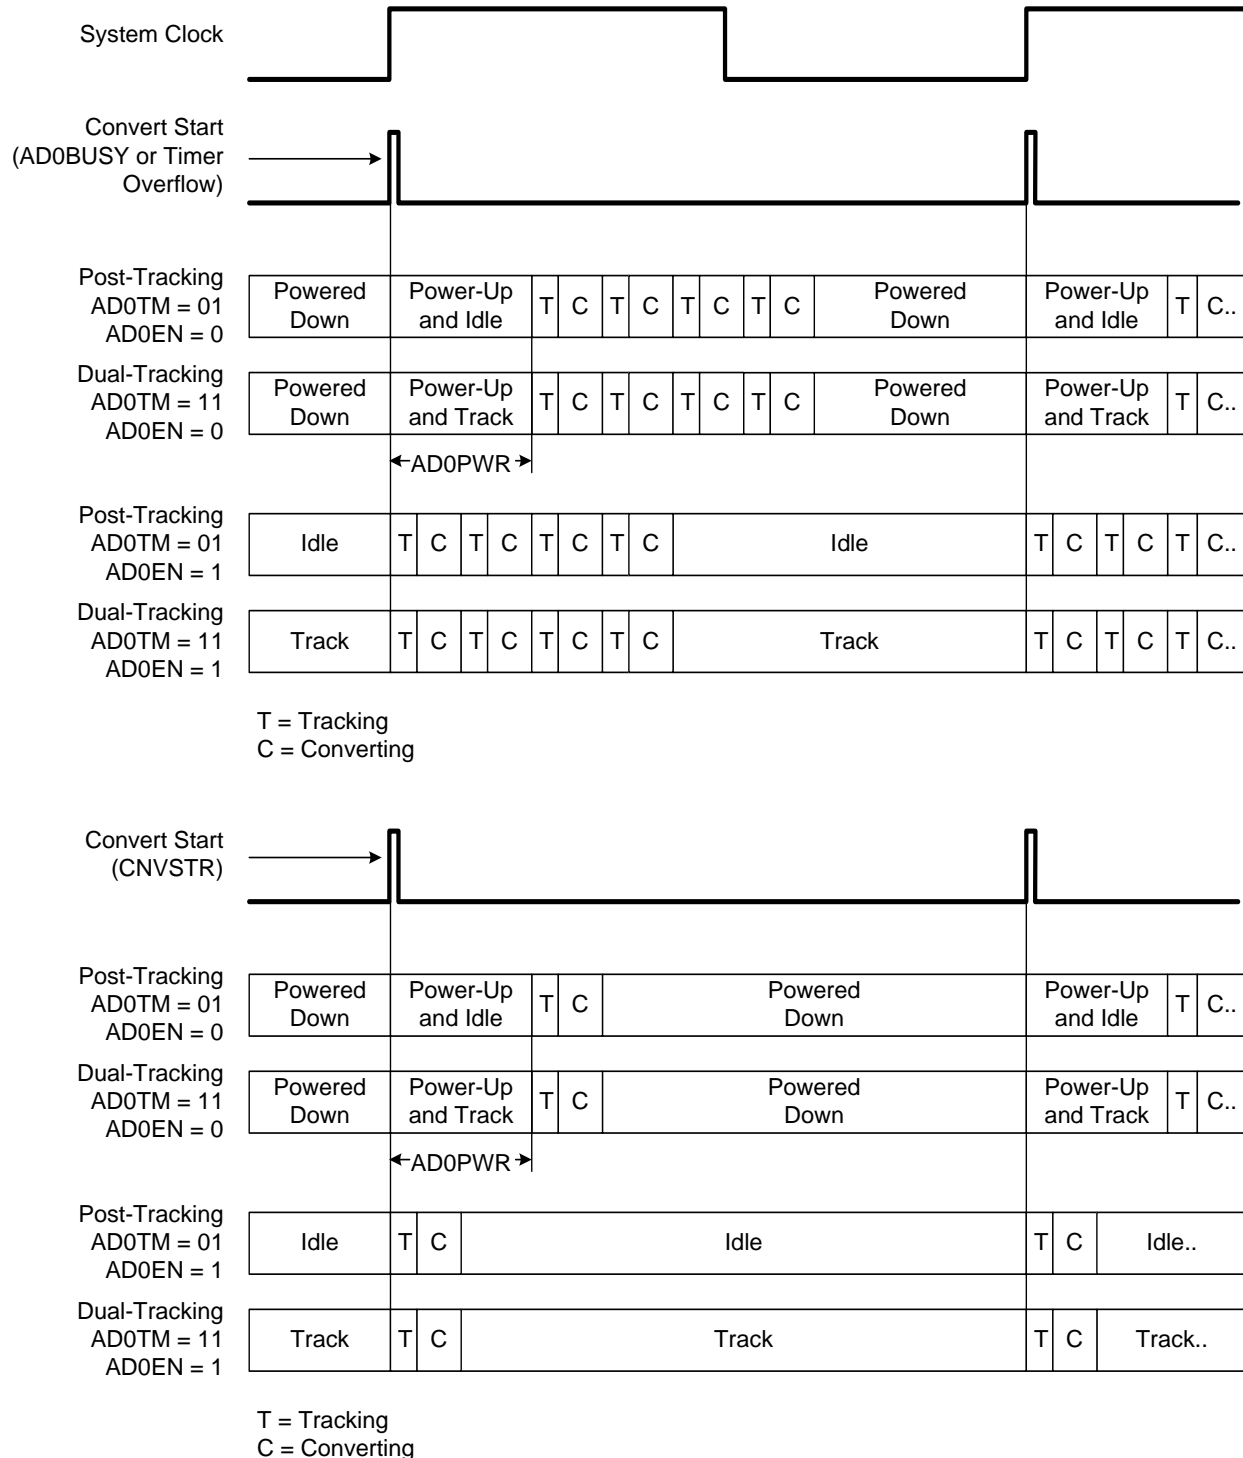 System Clock
Convert Start
(AD0BUSY or Timer
Overflow)
Post-Tracking
AD0TM = 01
AD0EN = 0
Powered
Down
Power-Up
and Idle
T C T C T C T C
Powered
Down
Power-Up
and Idle
T C..
Dual-Tracking
AD0TM = 11
AD0EN = 0
Powered
Down
Power-Up
and Track
T C T C T C T C
Powered
Down
Power-Up
and Track
T C..
AD0PWR
Post-Tracking
AD0TM = 01
AD0EN = 1
Idle T C T C T C T C Idle T C T C T C..
Dual-Tracking
AD0TM = 11
AD0EN = 1
Track T C T C T C T C Track T C T C T C..
T = Tracking
C = Converting
Convert Start
(CNVSTR)
Post-Tracking
AD0TM = 01
AD0EN = 0
Powered
Down
Power-Up
and Idle
T C
Powered
Down
Power-Up
and Idle
T C..
Dual-Tracking
AD0TM = 11
AD0EN = 0
Powered
Down
Power-Up
and Track
T C
Powered
Down
Power-Up
and Track
T C..
AD0PWR
Post-Tracking
AD0TM = 01
AD0EN = 1
Idle T C Idle T C Idle..
Dual-Tracking
AD0TM = 11
AD0EN = 1
Track T C Track T C Track..
T = Tracking
C = Converting